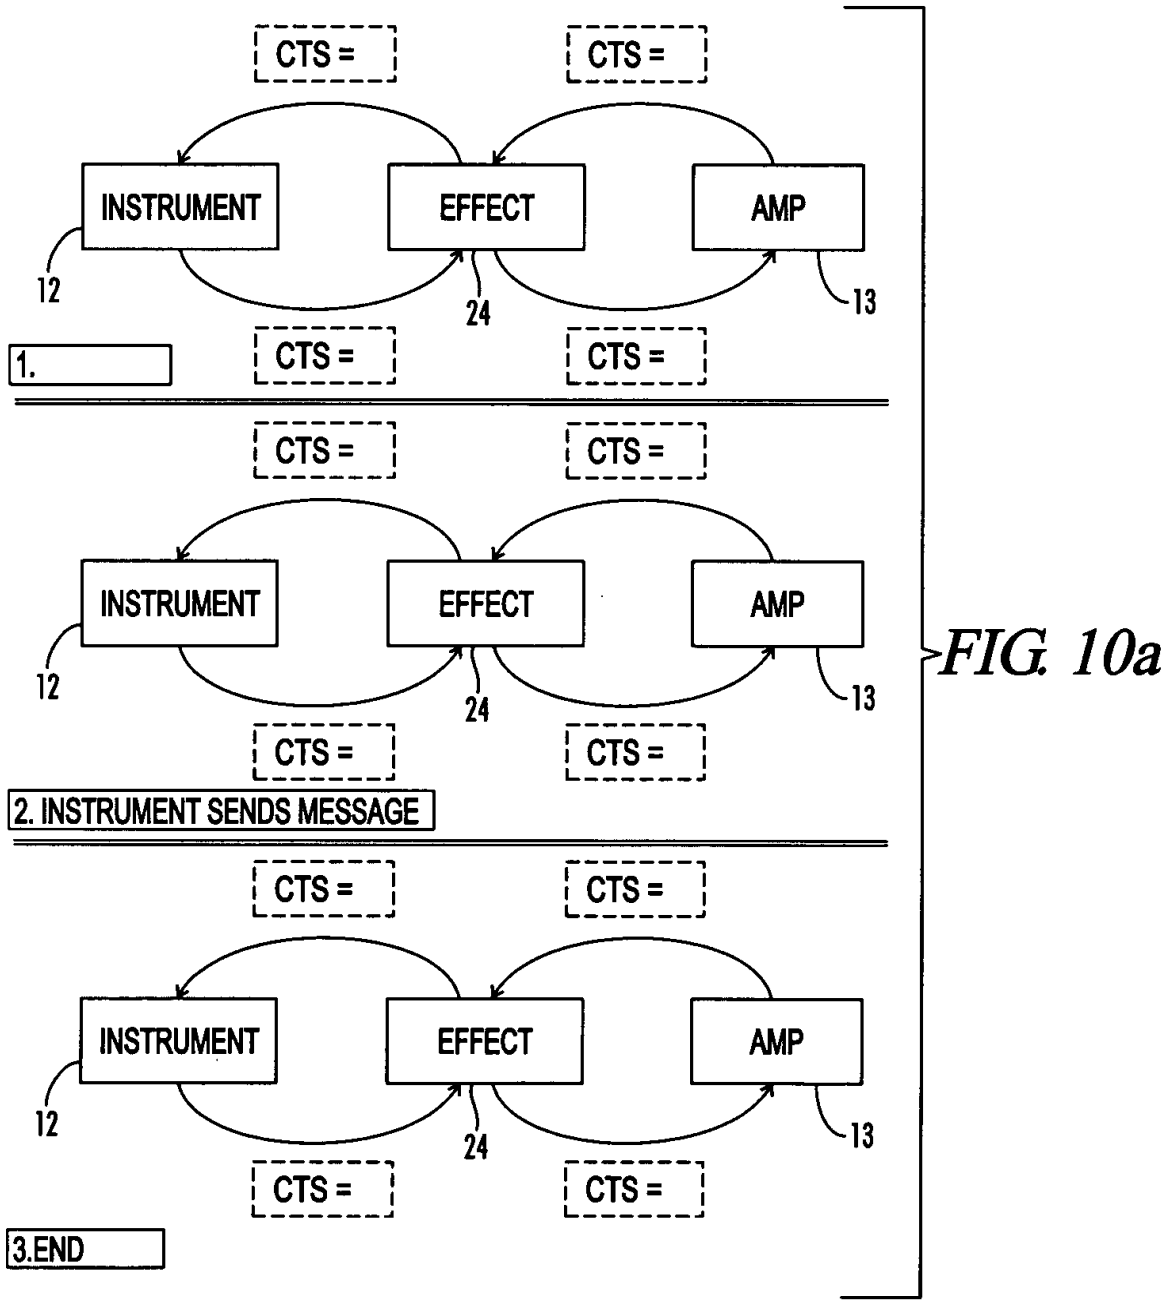 CTS = CTS =
INSTRUMENT EFFECT AMP
12 24 13
CTS = CTS =
1.
CTS = CTS =
INSTRUMENT EFFECT AMP
12 24 13
CTS = CTS =
2. INSTRUMENT SENDS MESSAGE
CTS = CTS =
INSTRUMENT EFFECT AMP
12 24 13
CTS = CTS =
3.END
FIG. 10a